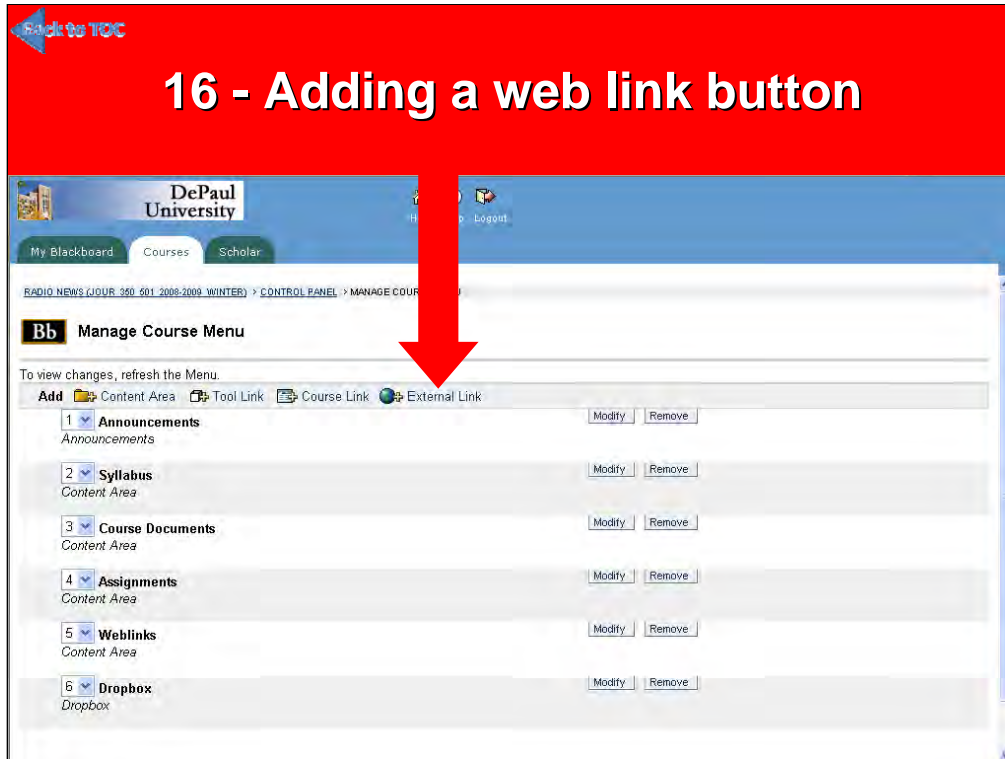 Back to TOC
16 - Adding a web link button
DePaul
University
Logout
My Blackboard Courses Scholar
RADIO NEWS (JOUR 350 501 2008-2009 WINTER) > CONTROL PANEL > MANAGE COUR
Bb Manage Course Menu
To view changes, refresh the Menu.
Add Content Area Tool Link Course Link External Link
1 Announcements Modify Remove
Announcements
2 Syllabus Modify Remove
Content Area
3 Course Documents Modify Remove
Content Area
4 Assignments Modify Remove
Content Area
5 Weblinks Modify Remove
Content Area
6 Dropbox Modify Remove
Dropbox